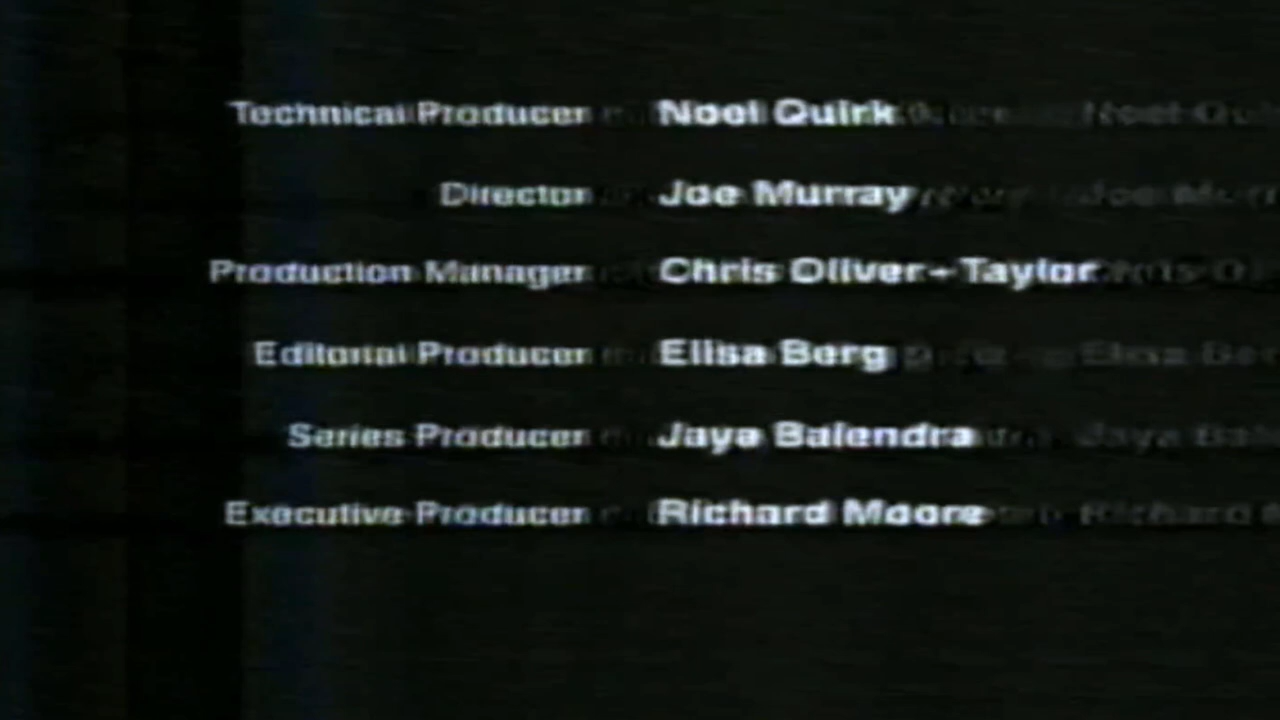 Technical Producer Noel Quirk
Director Joe Murray
Production Manager Chris Oliver-Taylor
Editorial Producer Elisa Berg
Series Producer Jaya Balendra
Executive Producer Richard Moore